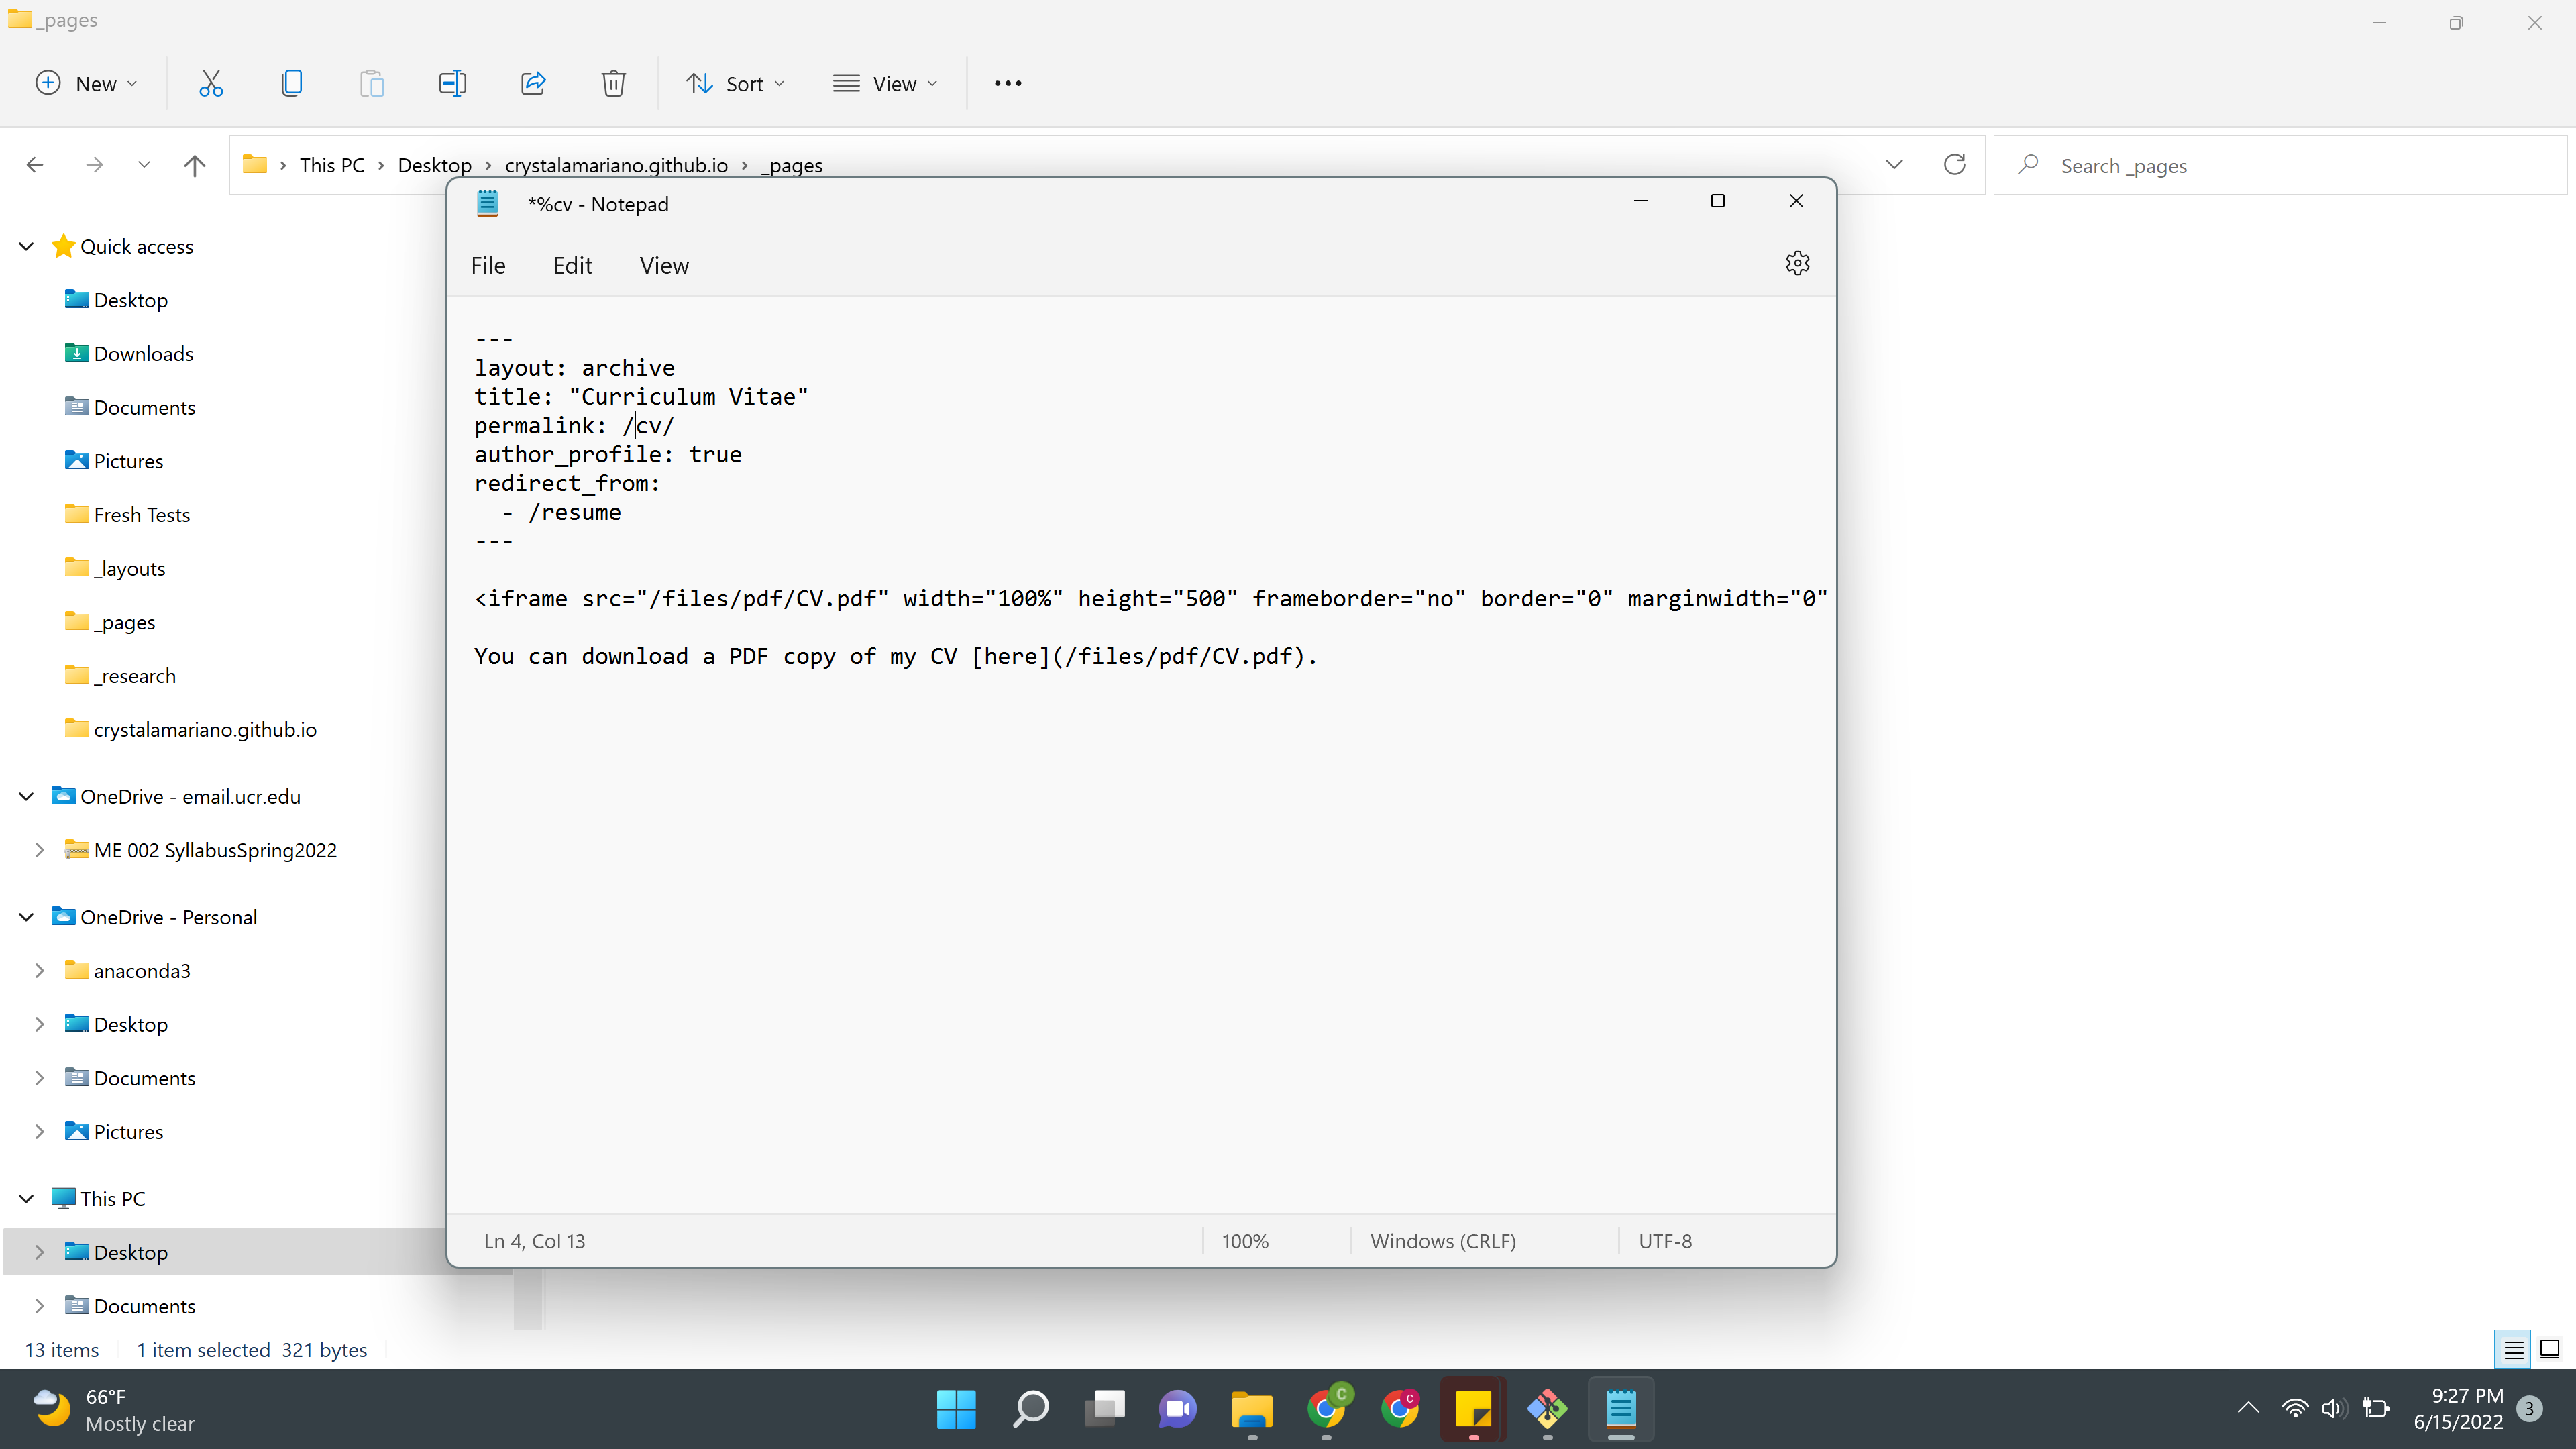 _pages
New
Sort
View
This PC > Desktop > crystalamariano.github.io > _pages
Search _pages
*%cv - Notepad
File Edit View
---
layout: archive
title: "Curriculum Vitae"
permalink: /cv/
author_profile: true
redirect_from:
  - /resume
---
<iframe src="/files/pdf/CV.pdf" width="100%" height="500" frameborder="no" border="0" marginwidth="0"
You can download a PDF copy of my CV [here](/files/pdf/CV.pdf).
Ln 4, Col 13
100%
Windows (CRLF)
UTF-8
Quick access
Desktop
Downloads
Documents
Pictures
Fresh Tests
_layouts
_pages
_research
crystalamariano.github.io
OneDrive - email.ucr.edu
ME 002 SyllabusSpring2022
OneDrive - Personal
anaconda3
Desktop
Documents
Pictures
This PC
Desktop
Documents
13 items
1 item selected 321 bytes
66°F
Mostly clear
C
C
9:27 PM
6/15/2022
3